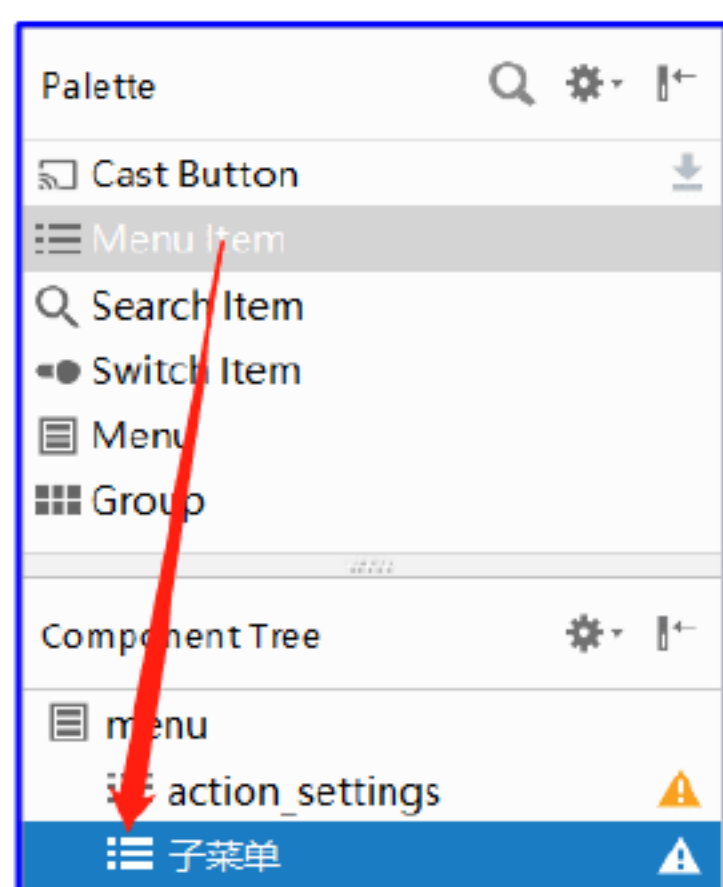 Palette
Cast Button
Menu Item
Search Item
Switch Item
Menu
Group
Component Tree
menu
action_settings
子菜单